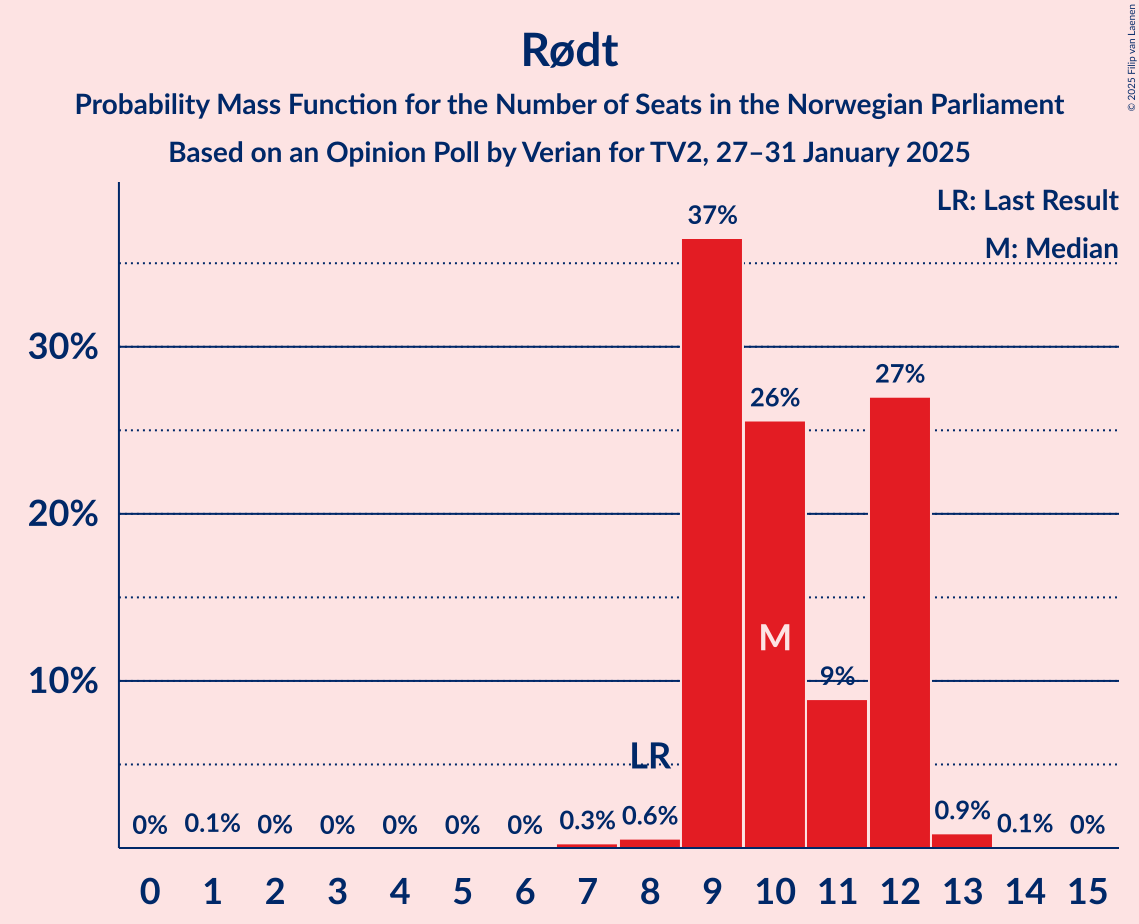 Rødt
Probability Mass Function for the Number of Seats in the Norwegian Parliament
Based on an Opinion Poll by Verian for TV2, 27–31 January 2025
© 2025 Filip van Laenen
LR: Last Result
M: Median
37%
30%
27%
26%
20%
M
10%
9%
LR
0% 0.1% 0% 0% 0% 0% 0% 0.3% 0.6% 0.9% 0.1% 0%
0 1 2 3 4 5 6 7 8 9 10 11 12 13 14 15